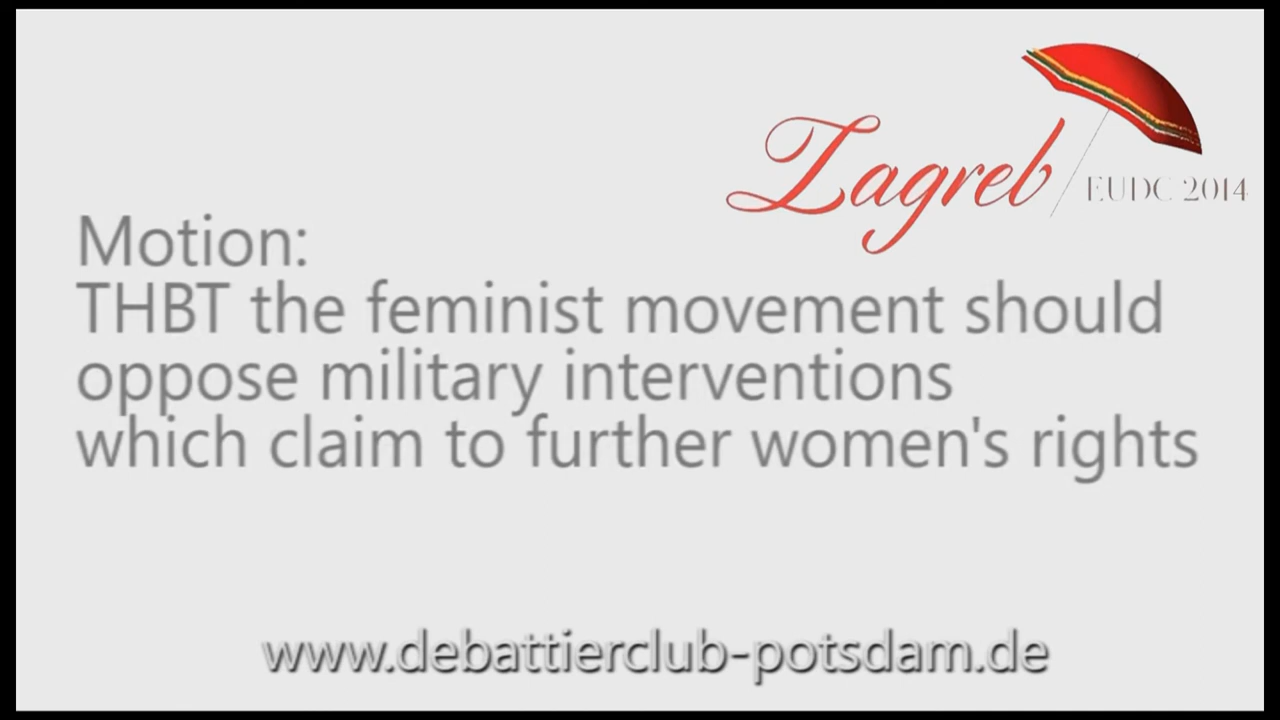 Zagreb
EUDC 2014
Motion:
THBT the feminist movement should
oppose military interventions
which claim to further women's rights
www.debattierclub-potsdam.de